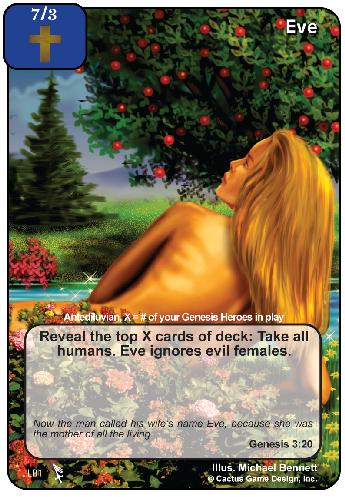 7/3
Eve
Antediluvian, X = # of your Genesis Heroes in play
Reveal the top X cards of deck: Take all
humans. Eve ignores evil females.
Now the man called his wife's name Eve, because she was
the mother of all the living.
Genesis 3:20
Illus. Michael Bennett
© Cactus Game Design, Inc.